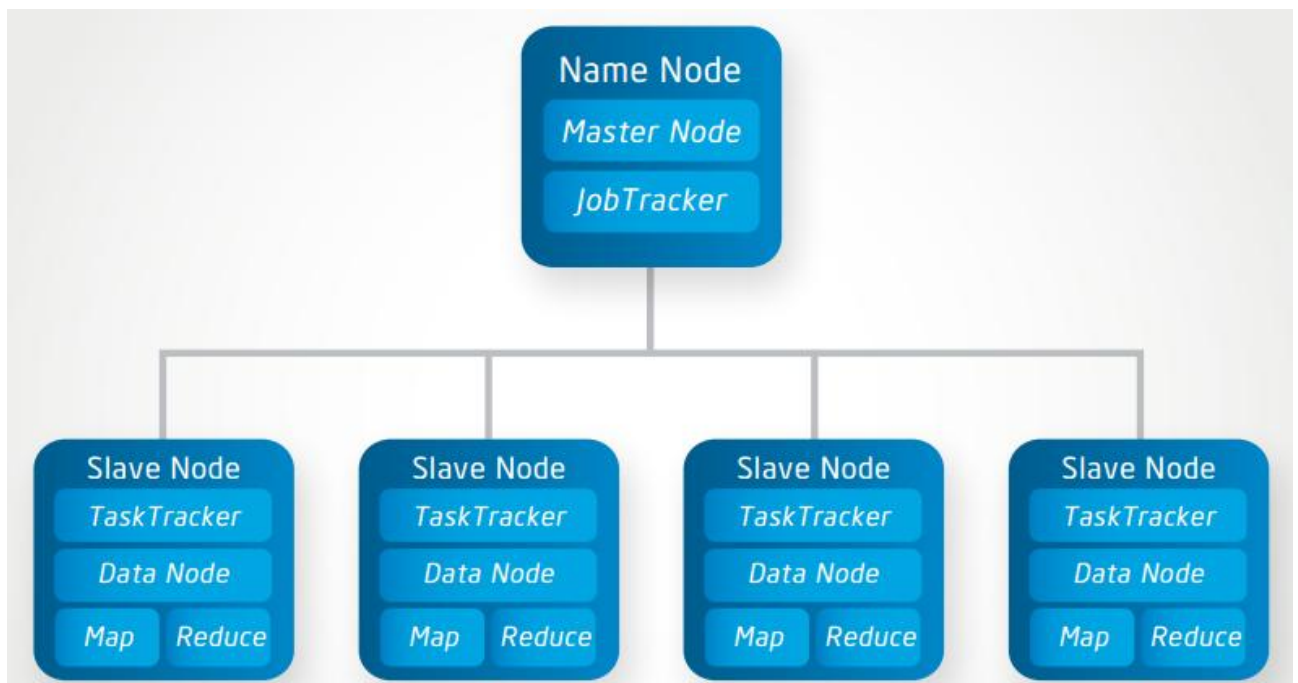 Name Node
Master Node
JobTracker
Slave Node
TaskTracker
Data Node
Map Reduce
Slave Node
TaskTracker
Data Node
Map Reduce
Slave Node
TaskTracker
Data Node
Map Reduce
Slave Node
TaskTracker
Data Node
Map Reduce